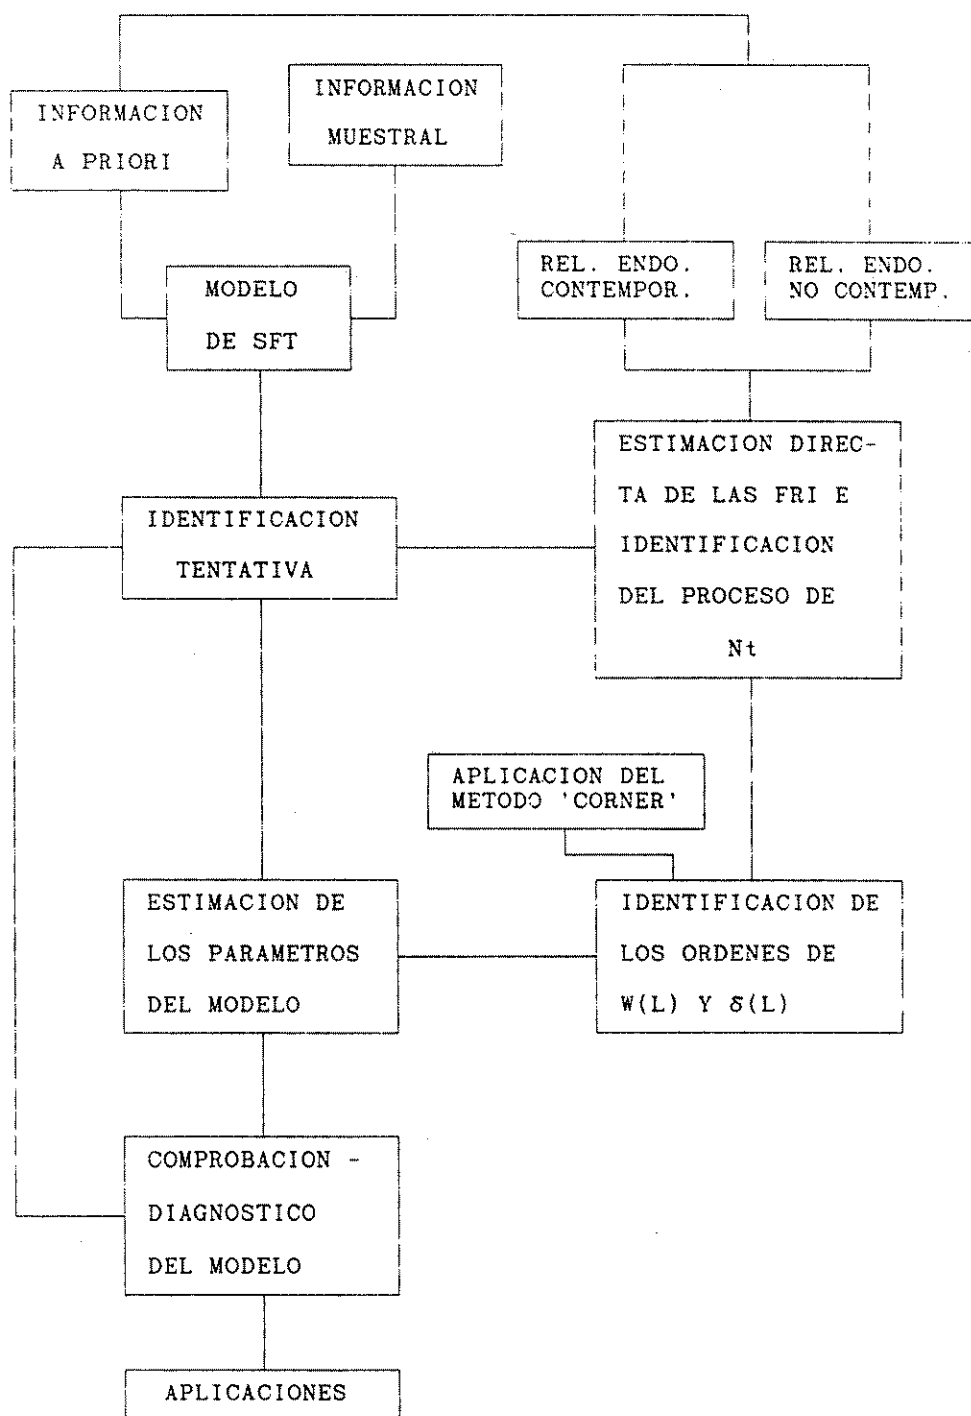 INFORMACION
A PRIORI
INFORMACION
MUESTRAL
REL. ENDO.
CONTEMPOR.
REL. ENDO.
NO CONTEMP.
MODELO
DE SFT
ESTIMACION DIREC-
TA DE LAS FRI E
IDENTIFICACION
DEL PROCESO DE
Nt
IDENTIFICACION
TENTATIVA
APLICACION DEL
METODO 'CORNER'
ESTIMACION DE
LOS PARAMETROS
DEL MODELO
IDENTIFICACION DE
LOS ORDENES DE
W(L) Y δ(L)
COMPROBACION -
DIAGNOSTICO
DEL MODELO
APLICACIONES